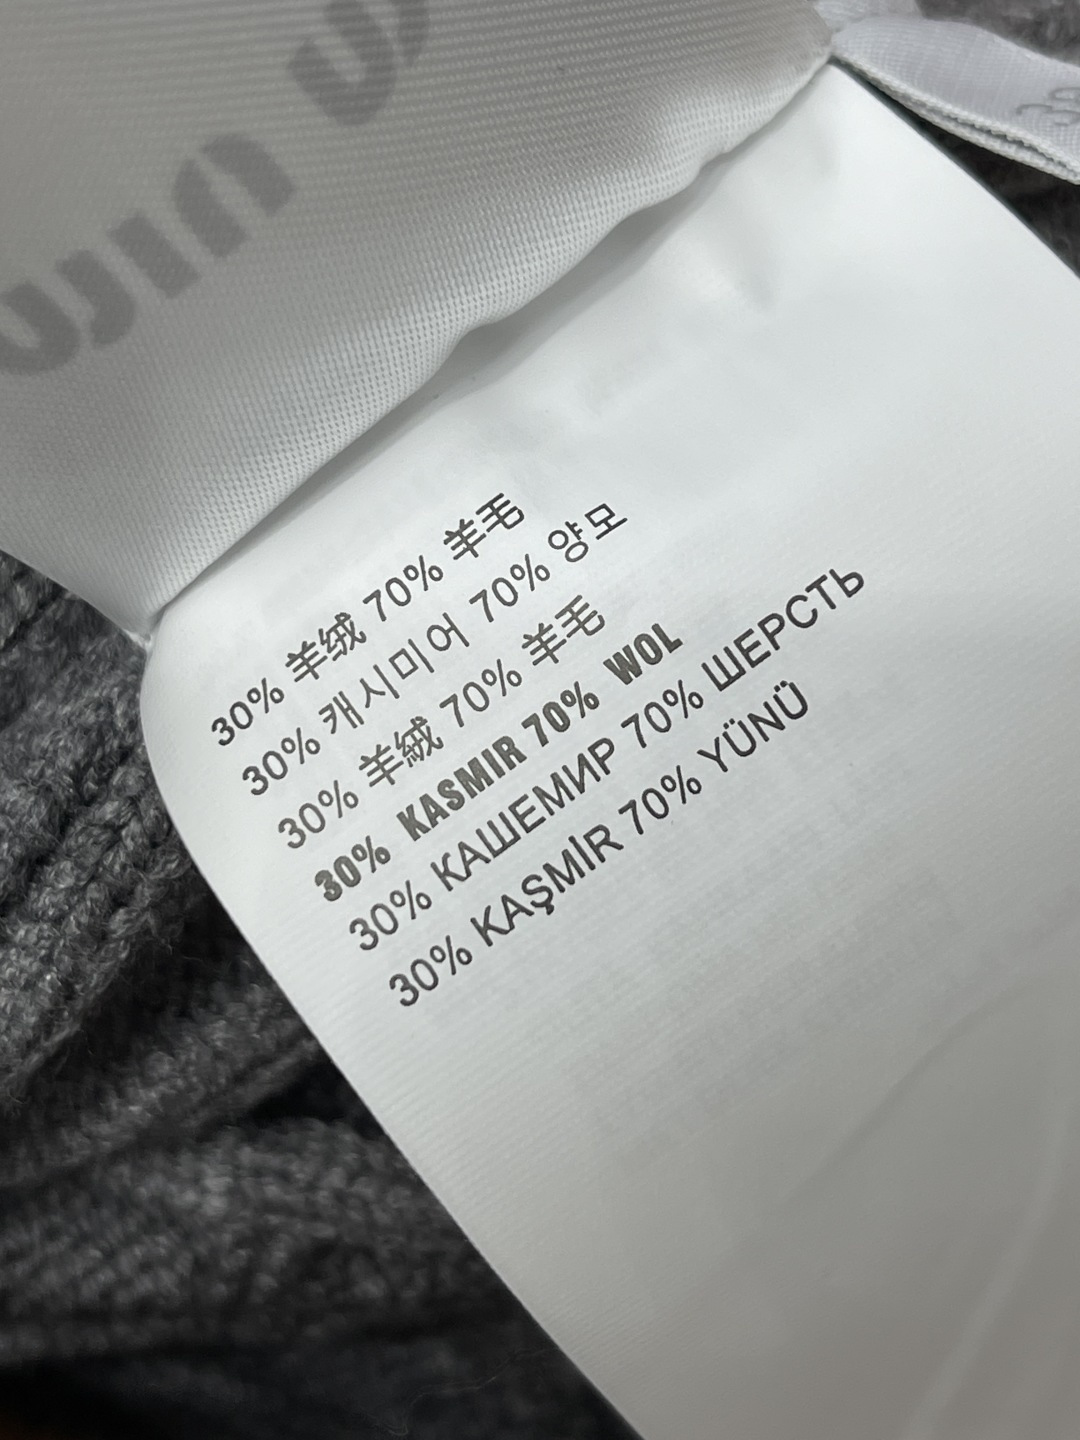 30% 羊绒 70% 羊毛
30% 캐시미어 70% 양모
30% 羊絨 70% 羊毛
30% KASMIR 70% WOL
30% КАШЕМИР 70% ШЕРСТЬ
30% KAŞMİR 70% YÜNÜ